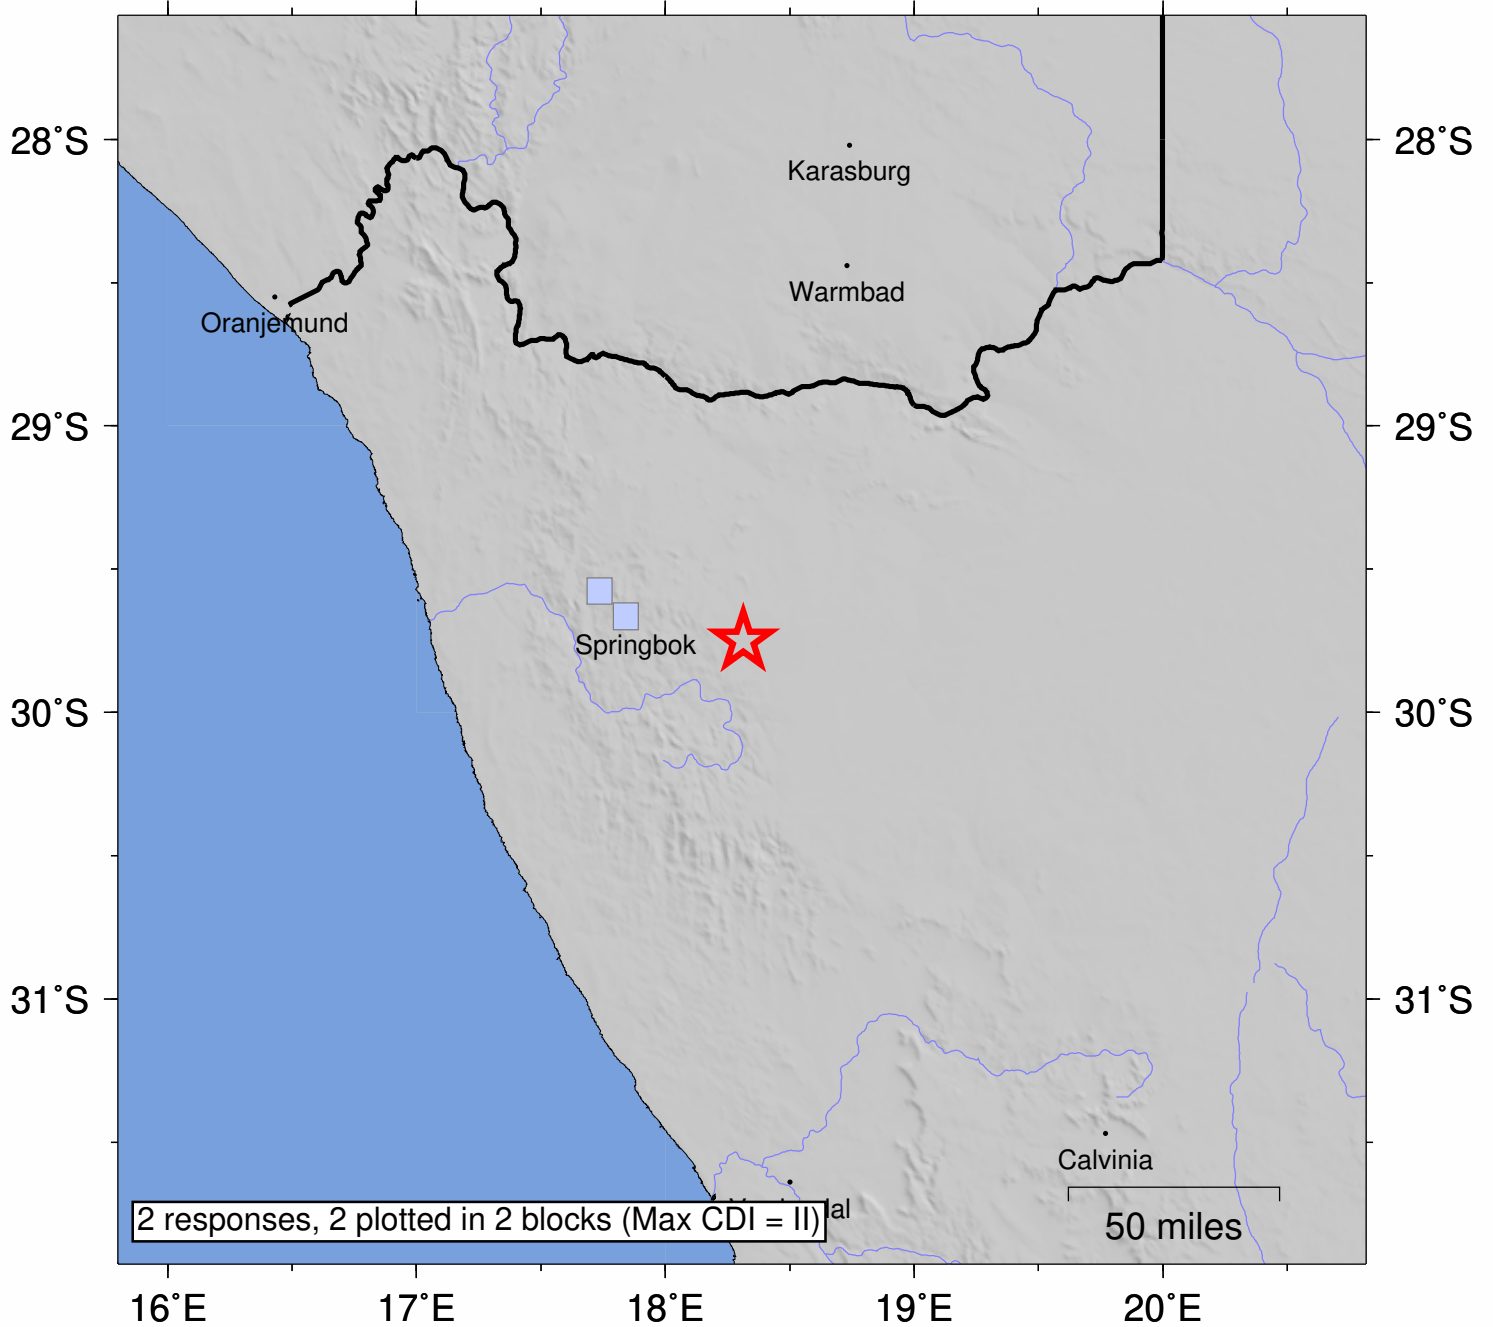 28°S
28°S
Karasburg
Warmbad
Oranjemund
29°S
29°S
Springbok
30°S
30°S
31°S
31°S
Calvinia
2 responses, 2 plotted in 2 blocks (Max CDI = II)
50 miles
16°E
17°E
18°E
19°E
20°E